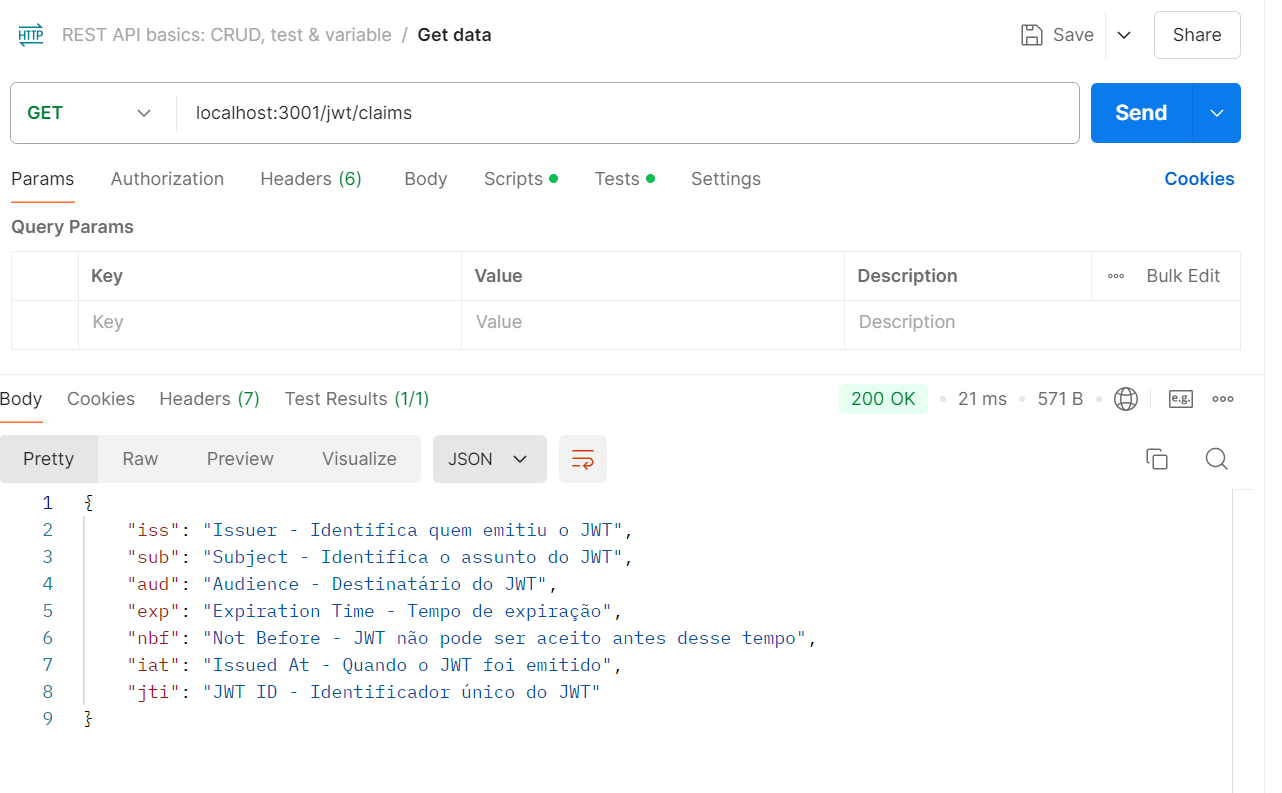 HTTP REST API basics: CRUD, test & variable / Get data Save Share
GET localhost:3001/jwt/claims Send
Params Authorization Headers (6) Body Scripts Tests Settings Cookies
Query Params
Key Value Description Bulk Edit
Key Value Description
Body Cookies Headers (7) Test Results (1/1) 200 OK 21 ms 571 B e.g.
Pretty Raw Preview Visualize JSON
1 {
2 "iss": "Issuer - Identifica quem emitiu o JWT",
3 "sub": "Subject - Identifica o assunto do JWT",
4 "aud": "Audience - Destinatário do JWT",
5 "exp": "Expiration Time - Tempo de expiração",
6 "nbf": "Not Before - JWT não pode ser aceito antes desse tempo",
7 "iat": "Issued At - Quando o JWT foi emitido",
8 "jti": "JWT ID - Identificador único do JWT"
9 }